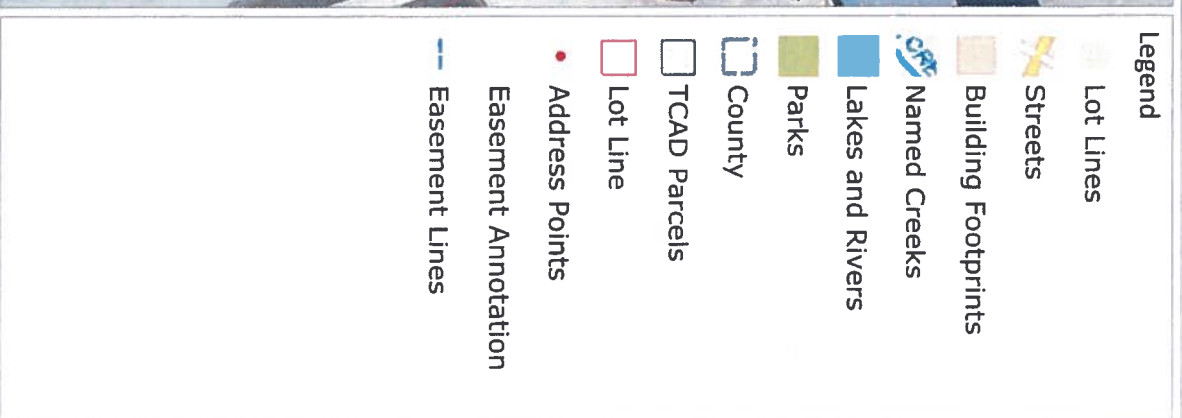 Legend
Lot Lines
Streets
Building Footprints
CRK Named Creeks
Lakes and Rivers
Parks
County
TCAD Parcels
Lot Line
Address Points
Easement Annotation
Easement Lines